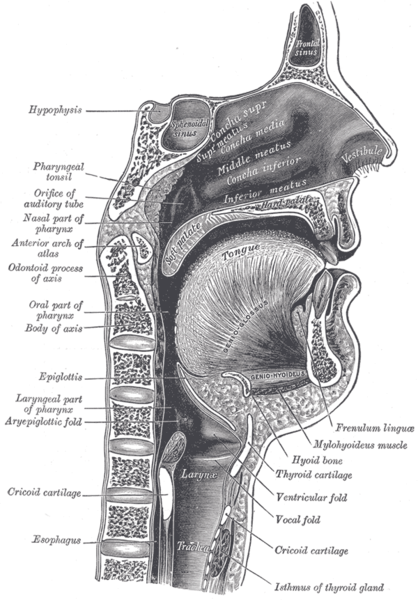 Frontal
sinus
Hypophysis
Sphenoidal
sinus
Concha supr
Supr meatus
Concha media
Middle meatus
Concha inferior
Inferior meatus
Vestibule
Pharyngeal
tonsil
Orifice of
auditory tube
Nasal part of
pharynx
Anterior arch of
atlas
Odontoid process
of axis
Hard palate
Soft palate
Tongue
GENIO-GLOSSUS
Oral part of
pharynx
Body of axis
GENIO-HYOIDEUS
Epiglottis
Laryngeal part
of pharynx
Aryepiglottic fold
Frenulum linguæ
Mylohyoideus muscle
Hyoid bone
Thyroid cartilage
Larynx
Ventricular fold
Vocal fold
Cricoid cartilage
Cricoid cartilage
Esophagus
Trachea
Isthmus of thyroid gland